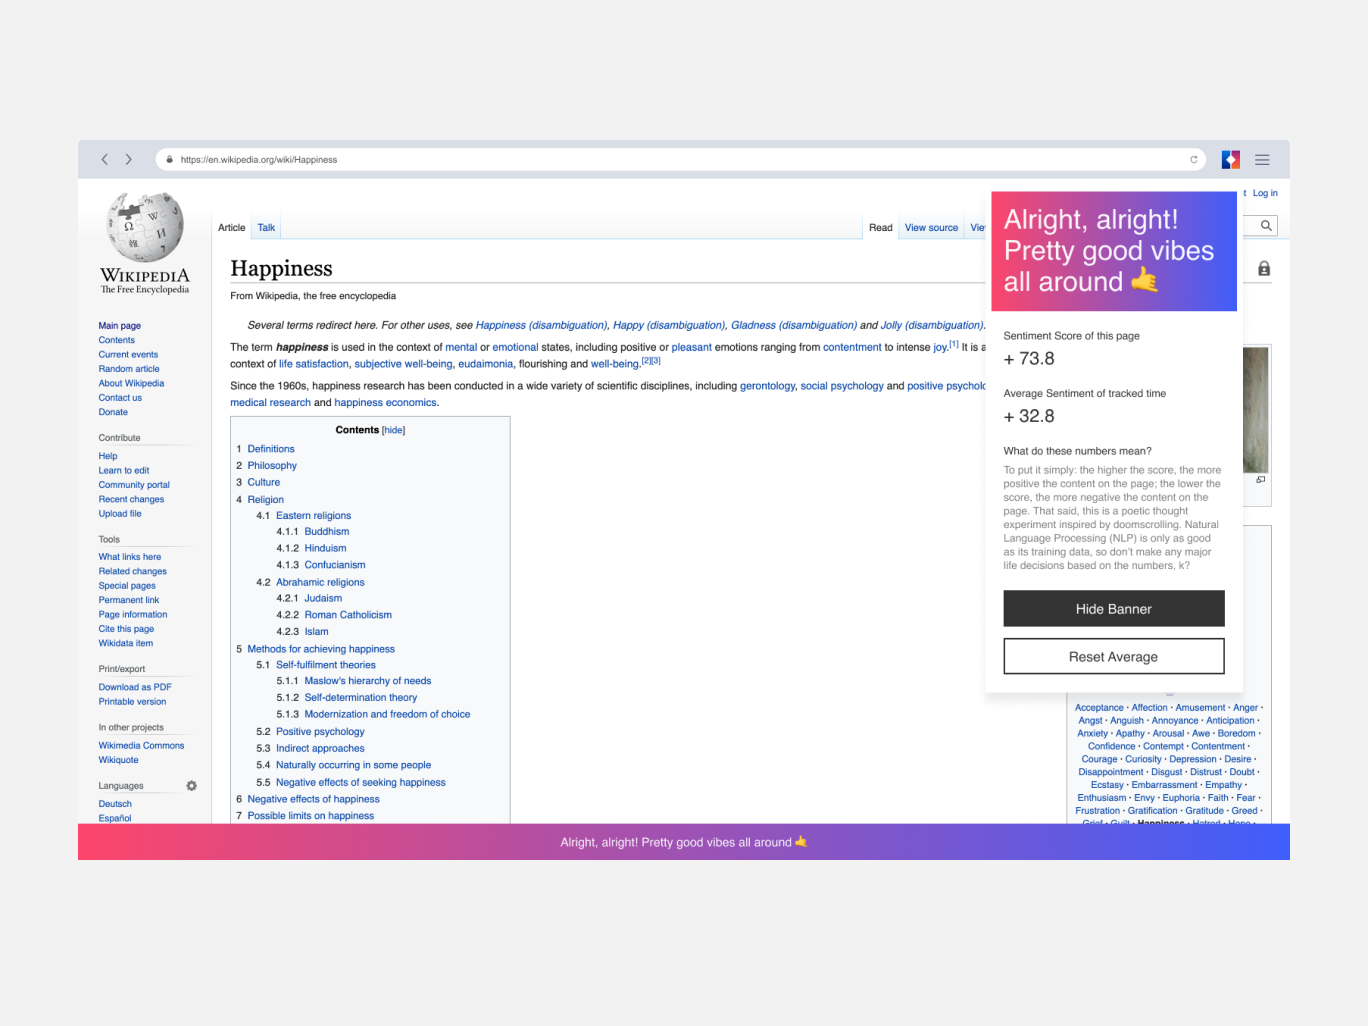 https://en.wikipedia.org/wiki/Happiness
WIKIPEDIA
The Free Encyclopedia
Main page
Contents
Current events
Random article
About Wikipedia
Contact us
Donate
Contribute
Help
Learn to edit
Community portal
Recent changes
Upload file
Tools
What links here
Related changes
Special pages
Permanent link
Page information
Cite this page
Wikidata item
Print/export
Download as PDF
Printable version
In other projects
Wikimedia Commons
Wikiquote
Languages
Deutsch
Español
Log in
Article Talk
Read View source
Happiness
From Wikipedia, the free encyclopedia
Several terms redirect here. For other uses, see Happiness (disambiguation), Happy (disambiguation), Gladness (disambiguation) and Jolly (disambiguation).
The term happiness is used in the context of mental or emotional states, including positive or pleasant emotions ranging from contentment to intense joy.[1] It is a
context of life satisfaction, subjective well-being, eudaimonia, flourishing and well-being.[2][3]
Since the 1960s, happiness research has been conducted in a wide variety of scientific disciplines, including gerontology, social psychology and positive psycholo
medical research and happiness economics.
Contents [hide]
1 Definitions
2 Philosophy
3 Culture
4 Religion
4.1 Eastern religions
4.1.1 Buddhism
4.1.2 Hinduism
4.1.3 Confucianism
4.2 Abrahamic religions
4.2.1 Judaism
4.2.2 Roman Catholicism
4.2.3 Islam
5 Methods for achieving happiness
5.1 Self-fulfilment theories
5.1.1 Maslow's hierarchy of needs
5.1.2 Self-determination theory
5.1.3 Modernization and freedom of choice
5.2 Positive psychology
5.3 Indirect approaches
5.4 Naturally occurring in some people
5.5 Negative effects of seeking happiness
6 Negative effects of happiness
7 Possible limits on happiness
Alright, alright!
Pretty good vibes
all around 🤙
Sentiment Score of this page
+ 73.8
Average Sentiment of tracked time
+ 32.8
What do these numbers mean?
To put it simply: the higher the score, the more
positive the content on the page; the lower the
score, the more negative the content on the
page. That said, this is a poetic thought
experiment inspired by doomscrolling. Natural
Language Processing (NLP) is only as good
as its training data, so don't make any major
life decisions based on the numbers, k?
Hide Banner
Reset Average
Acceptance · Affection · Amusement · Anger ·
Angst · Anguish · Annoyance · Anticipation ·
Anxiety · Apathy · Arousal · Awe · Boredom ·
Confidence · Contempt · Contentment ·
Courage · Curiosity · Depression · Desire ·
Disappointment · Disgust · Distrust · Doubt ·
Ecstasy · Embarrassment · Empathy ·
Enthusiasm · Envy · Euphoria · Faith · Fear ·
Frustration · Gratification · Gratitude · Greed ·
Grief · Guilt · Happiness · Hatred · Hope ·
Alright, alright! Pretty good vibes all around 🤙